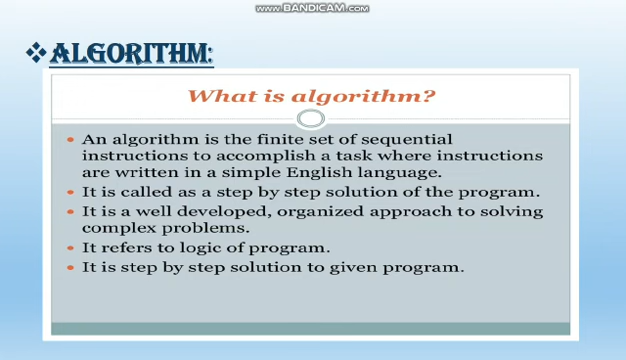 WWW.BANDICAM.COM
❖ALGORITHM:
What is algorithm?
• An algorithm is the finite set of sequential
instructions to accomplish a task where instructions
are written in a simple English language.
• It is called as a step by step solution of the program.
• It is a well developed, organized approach to solving
complex problems.
• It refers to logic of program.
• It is step by step solution to given program.